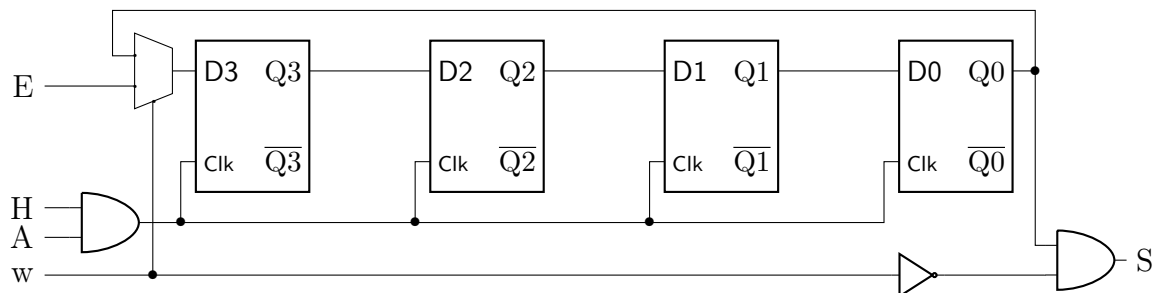 D3 Q3 D2 Q2 D1 Q1 D0 Q0
E
Clk Q3 Clk Q2 Clk Q1 Clk Q0
H
A
w
S